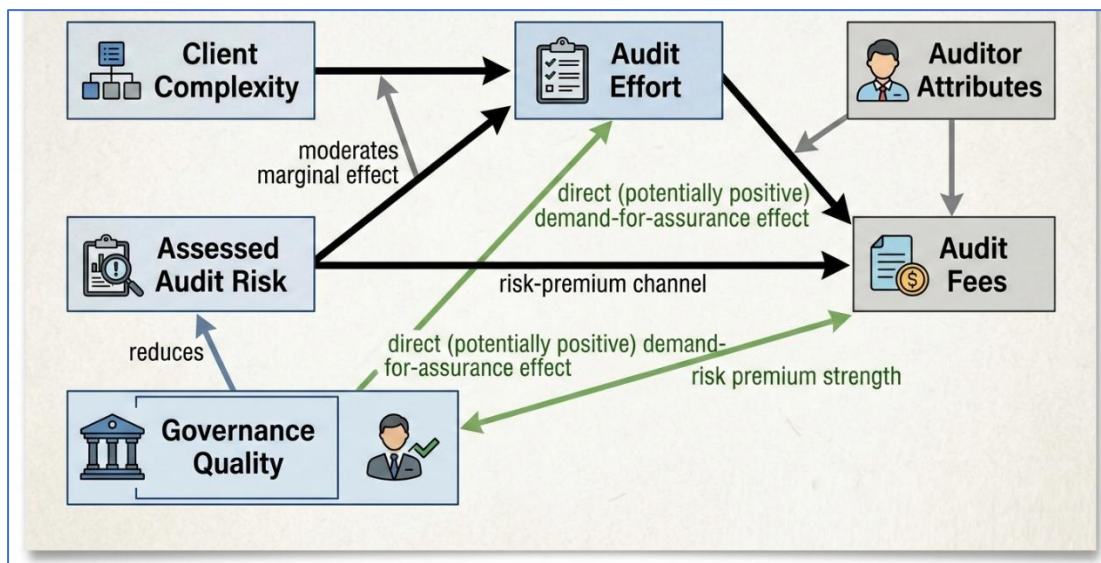 Client
Complexity
Audit
Effort
Auditor
Attributes
moderates
marginal effect
direct (potentially positive)
demand-for-assurance effect
Assessed
Audit Risk
risk-premium channel
Audit
Fees
reduces
direct (potentially positive) demand-
for-assurance effect
risk premium strength
Governance
Quality